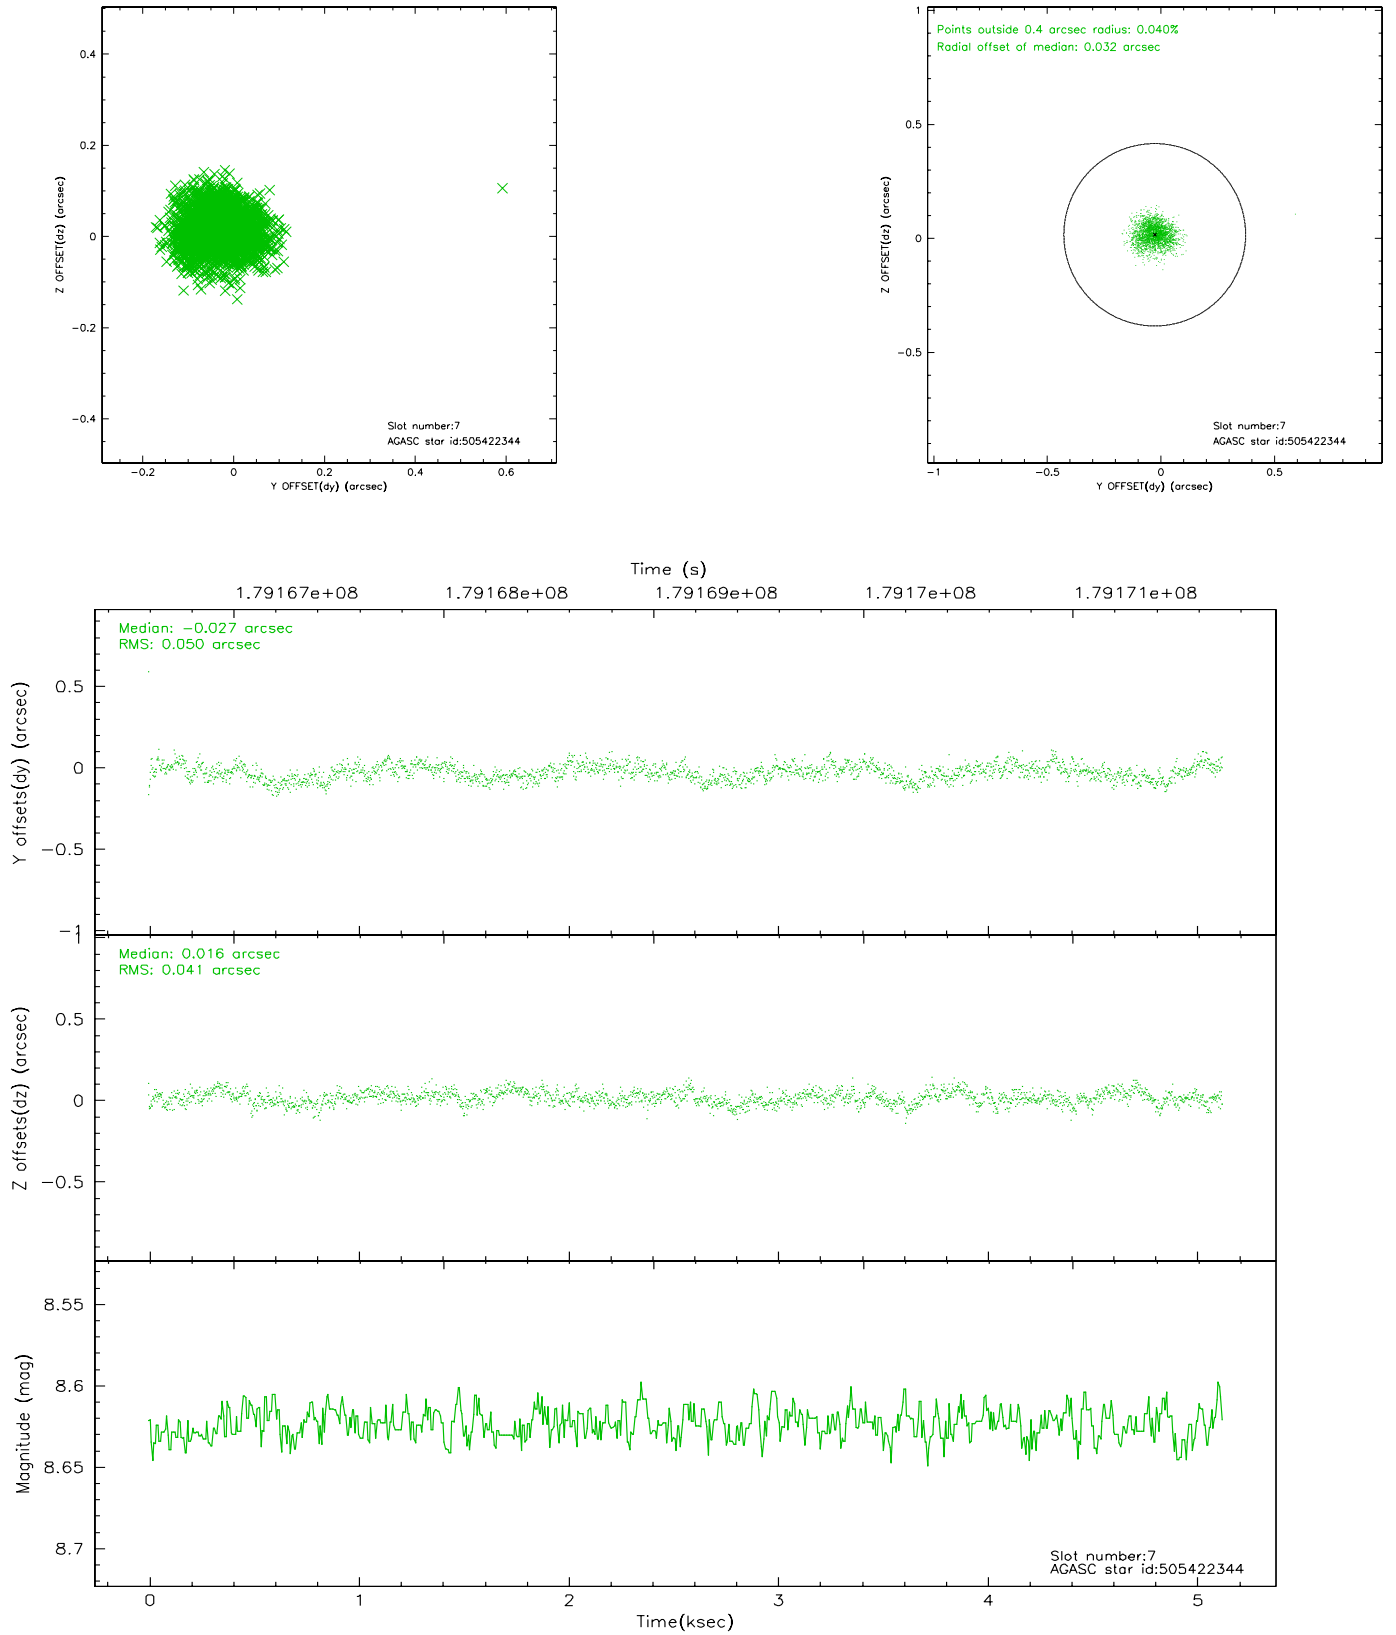 0.4
0.2
0
−0.2
−0.4
Z OFFSET(dz) (arcsec)
Slot number:7
AGASC star id:505422344
−0.2 0 0.2 0.4 0.6
Y OFFSET(dy) (arcsec)
Points outside 0.4 arcsec radius: 0.040%
Radial offset of median: 0.032 arcsec
1
0.5
0
−0.5
Z OFFSET(dz) (arcsec)
Slot number:7
AGASC star id:505422344
−1 −0.5 0 0.5
Y OFFSET(dy) (arcsec)
Time (s)
1.79167e+08 1.79168e+08 1.79169e+08 1.7917e+08 1.79171e+08
Median: −0.027 arcsec
RMS: 0.050 arcsec
0.5
0
−0.5
−1
Y offsets(dy) (arcsec)
Median: 0.016 arcsec
RMS: 0.041 arcsec
1
0.5
0
−0.5
Z offsets(dz) (arcsec)
8.55
8.6
8.65
8.7
Magnitude (mag)
Slot number:7
AGASC star id:505422344
0 1 2 3 4 5
Time(ksec)